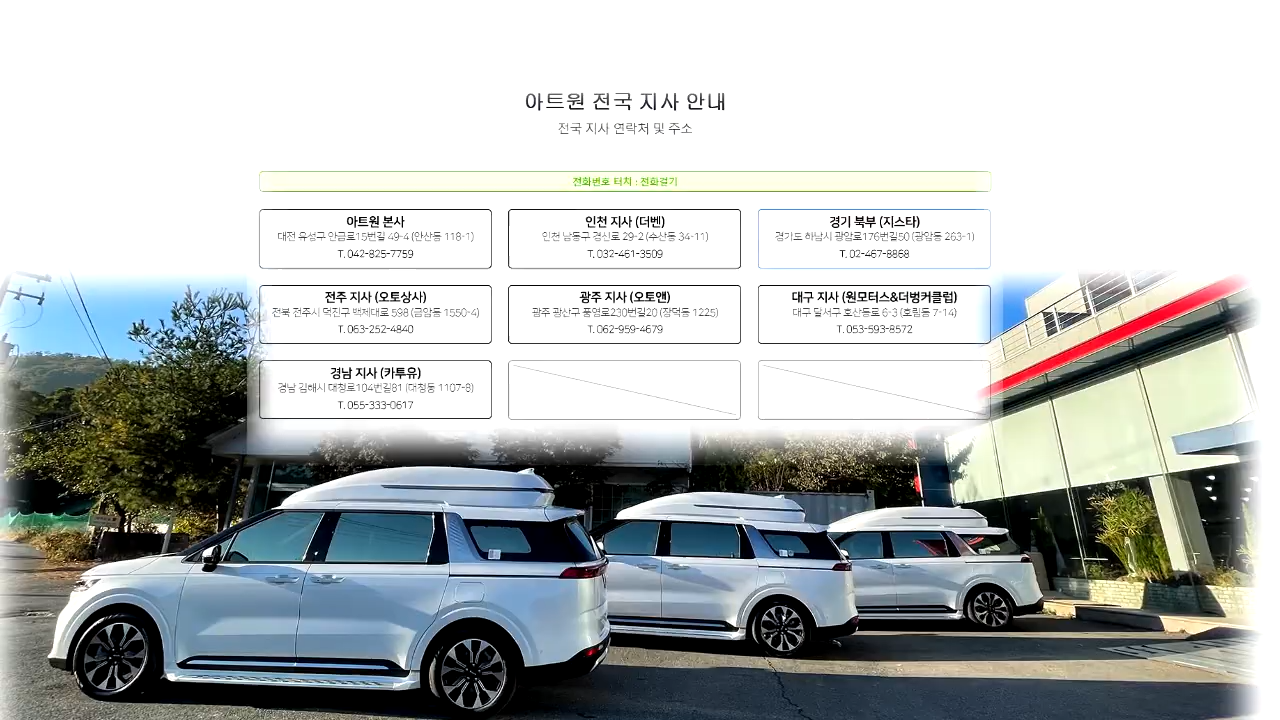 아트원 전국 지사 안내
전국 지사 연락처 및 주소
전화번호 터치 : 전화걸기
아트원 본사
대전 유성구 안금로15번길 49-4 (안산동 118-1)
T. 042-825-7759
인천 지사 (더벤)
인천 남동구 경신로 29-2 (수산동 34-11)
T. 032-461-3509
경기 북부 (지스타)
경기도 하남시 광암로176번길50 (광암동 263-1)
T. 02-467-8868
전주 지사 (오토상사)
전북 전주시 덕진구 백제대로 598 (금암동 1550-4)
T. 063-252-4840
광주 지사 (오토앤)
광주 광산구 풍영로230번길20 (장덕동 1225)
T. 062-959-4679
대구 지사 (원모터스&더벙커클럽)
대구 달서구 호산동로 6-3 (호림동 7-14)
T. 053-593-8572
경남 지사 (카투유)
경남 김해시 대청로104번길81 (대청동 1107-8)
T. 055-333-0617